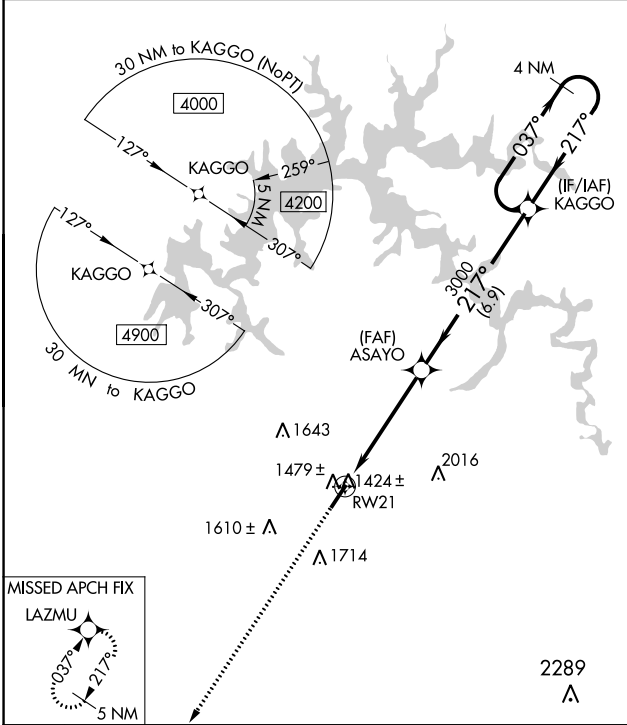 30 NM to KAGGO (NoPT)
4000
127°
KAGGO
259°
5 NM
4200
307°
127°
KAGGO
307°
4900
30 MN to KAGGO
4 NM
037°
217°
(IF/IAF)
KAGGO
3000
217°
(6.9)
(FAF)
ASAYO
1643
2016
1479 ±
1424 ±
RW21
1610 ±
1714
MISSED APCH FIX
LAZMU
037°
217°
5 NM
2289